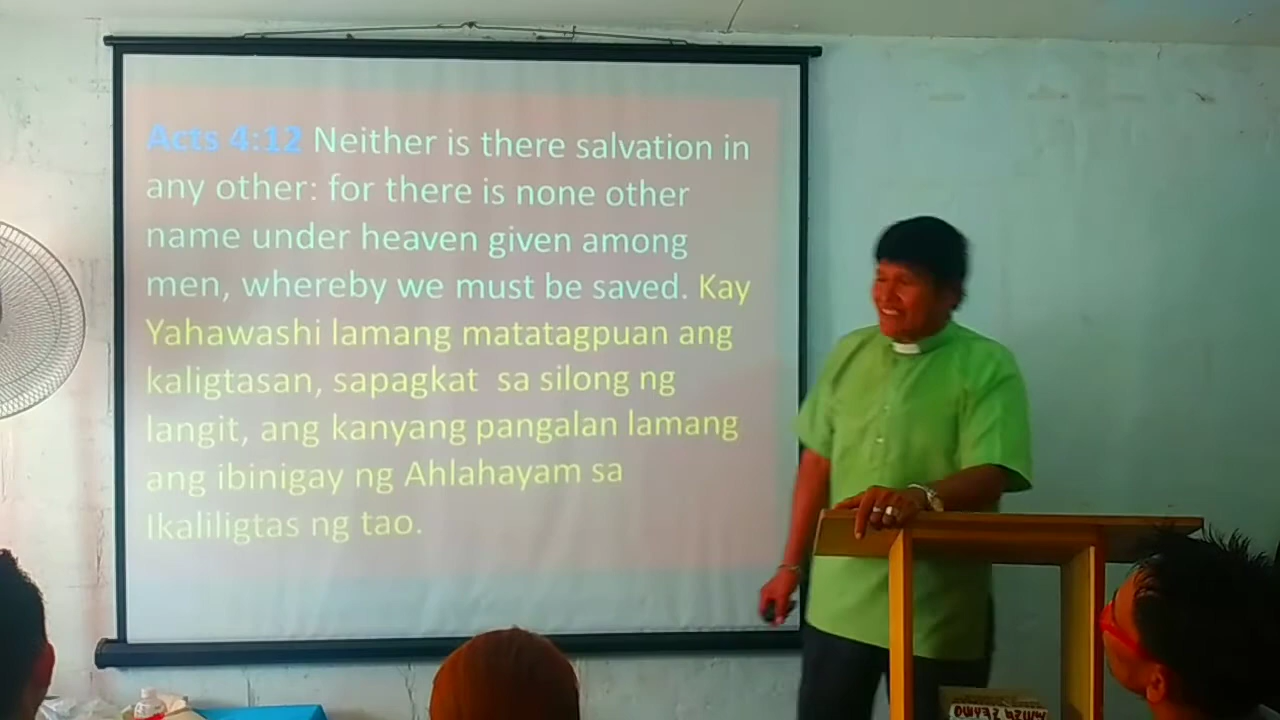 Acts 4:12 Neither is there salvation in
any other: for there is none other
name under heaven given among
men, whereby we must be saved. Kay
Yahawashi lamang matatagpuan ang
kaligtasan, sapagkat sa silong ng
langit, ang kanyang pangalan lamang
ang ibinigay ng Ahlahayam sa
Ikaliligtas ng tao.